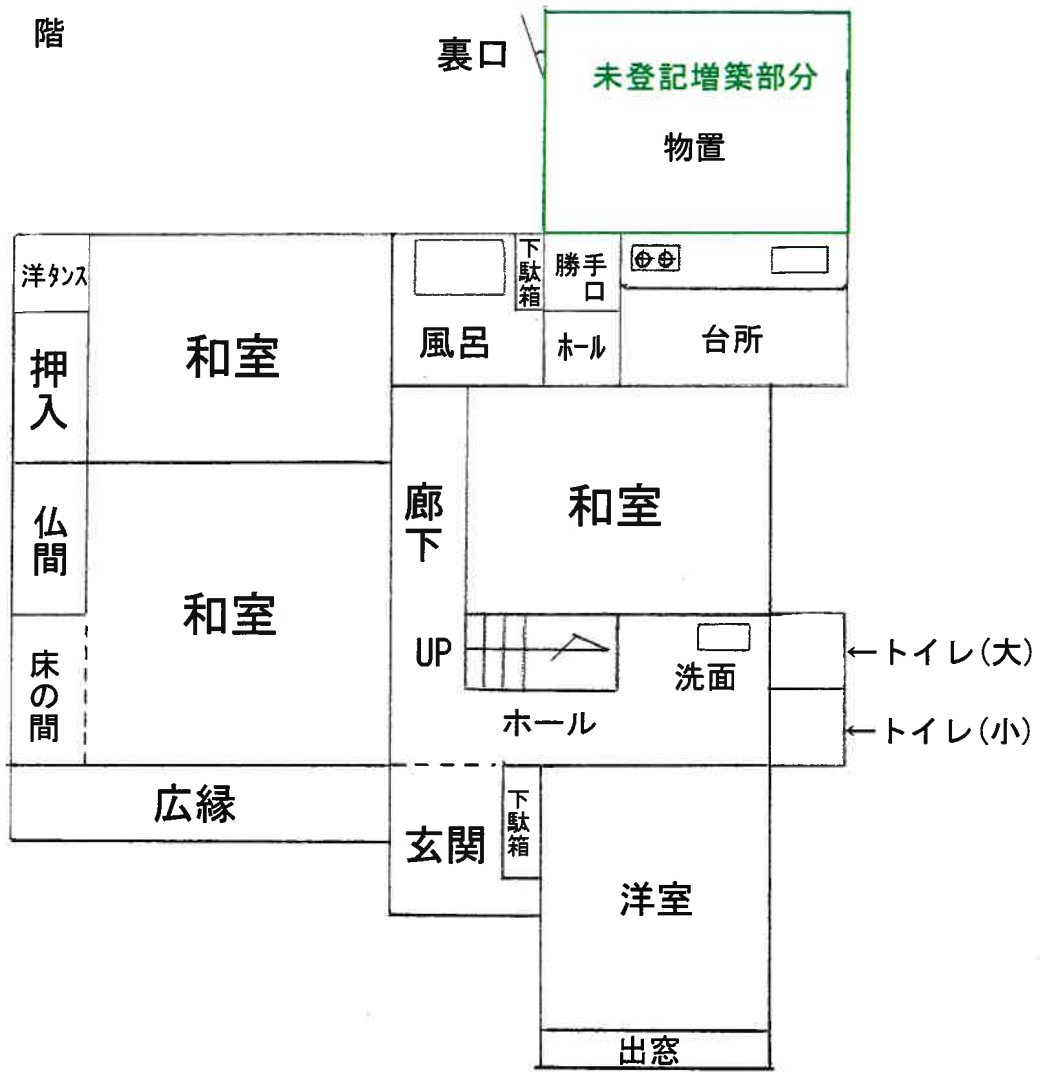 階
裏口
未登記増築部分
物置
洋タンス
下駄箱
勝手口
押入
和室
風呂
ホール
台所
仏間
廊下
和室
和室
床の間
UP
洗面
←トイレ(大)
ホール
←トイレ(小)
広縁
下駄箱
玄関
洋室
出窓